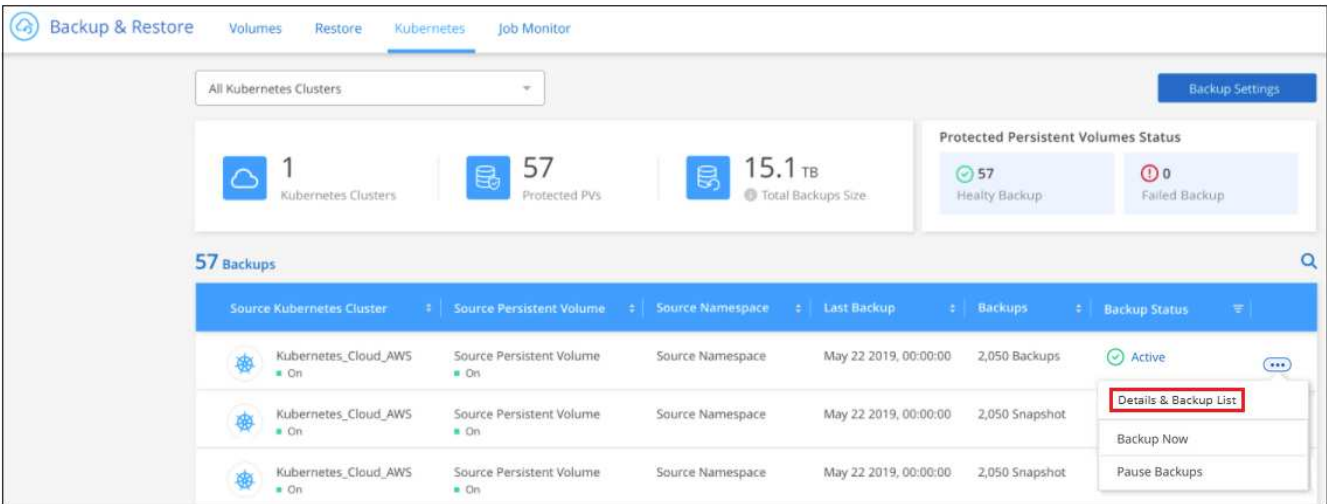 Backup & Restore Volumes Restore Kubernetes Job Monitor
All Kubernetes Clusters
Backup Settings
1
Kubernetes Clusters
57
Protected PVs
15.1 TB
Total Backups Size
Protected Persistent Volumes Status
57
Healty Backup
0
Failed Backup
57 Backups
Source Kubernetes Cluster Source Persistent Volume Source Namespace Last Backup Backups Backup Status
Kubernetes_Cloud_AWS Source Persistent Volume Source Namespace May 22 2019, 00:00:00 2,050 Backups Active
On On
Details & Backup List
Kubernetes_Cloud_AWS Source Persistent Volume Source Namespace May 22 2019, 00:00:00 2,050 Snapshot
On On
Backup Now
Kubernetes_Cloud_AWS Source Persistent Volume Source Namespace May 22 2019, 00:00:00 2,050 Snapshot
On On
Pause Backups